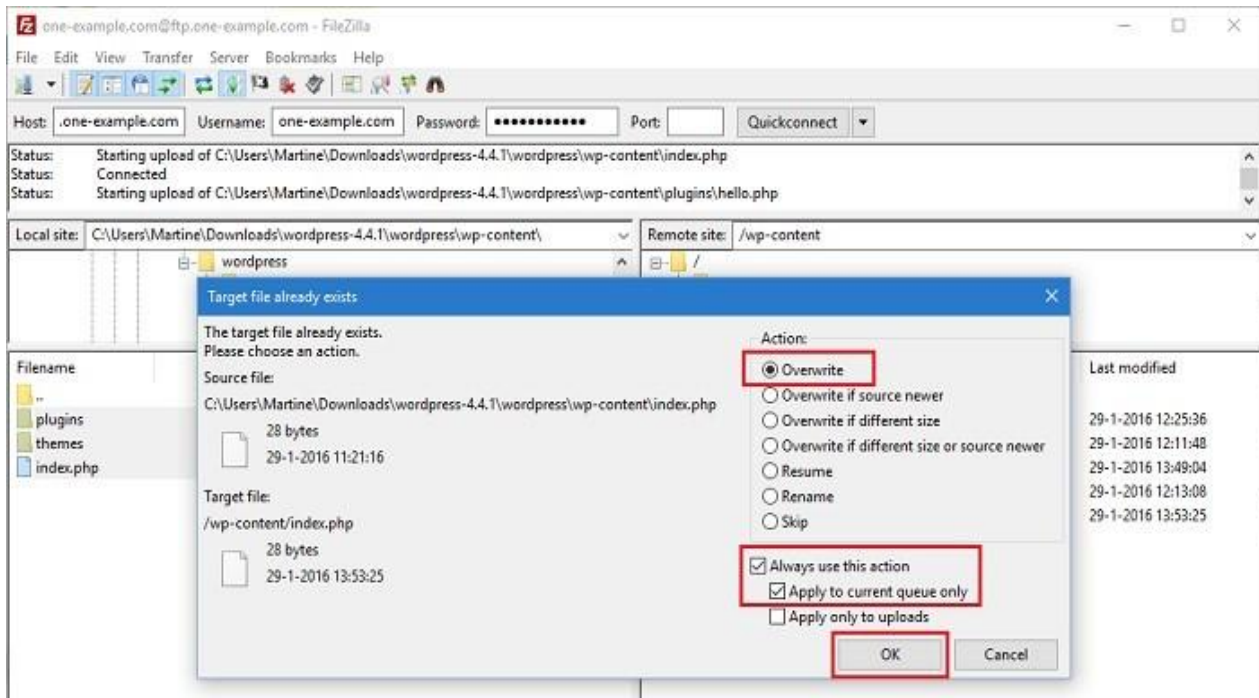 one-example.com@ftp.one-example.com - FileZilla
File Edit View Transfer Server Bookmarks Help
Host: .one-example.com Username: one-example.com Password: ●●●●●●●●●●● Port: Quickconnect
Status: Starting upload of C:\Users\Martine\Downloads\wordpress-4.4.1\wordpress\wp-content\index.php
Status: Connected
Status: Starting upload of C:\Users\Martine\Downloads\wordpress-4.4.1\wordpress\wp-content\plugins\hello.php
Local site: C:\Users\Martine\Downloads\wordpress-4.4.1\wordpress\wp-content\
Remote site: /wp-content
wordpress
/
Filename
..
plugins
themes
index.php
Target file already exists
The target file already exists.
Please choose an action.
Source file:
C:\Users\Martine\Downloads\wordpress-4.4.1\wordpress\wp-content\index.php
28 bytes
29-1-2016 11:21:16
Target file:
/wp-content/index.php
28 bytes
29-1-2016 13:53:25
Action:
Overwrite
Overwrite if source newer
Overwrite if different size
Overwrite if different size or source newer
Resume
Rename
Skip
Always use this action
Apply to current queue only
Apply only to uploads
OK Cancel
Last modified
29-1-2016 12:25:36
29-1-2016 12:11:48
29-1-2016 13:49:04
29-1-2016 12:13:08
29-1-2016 13:53:25